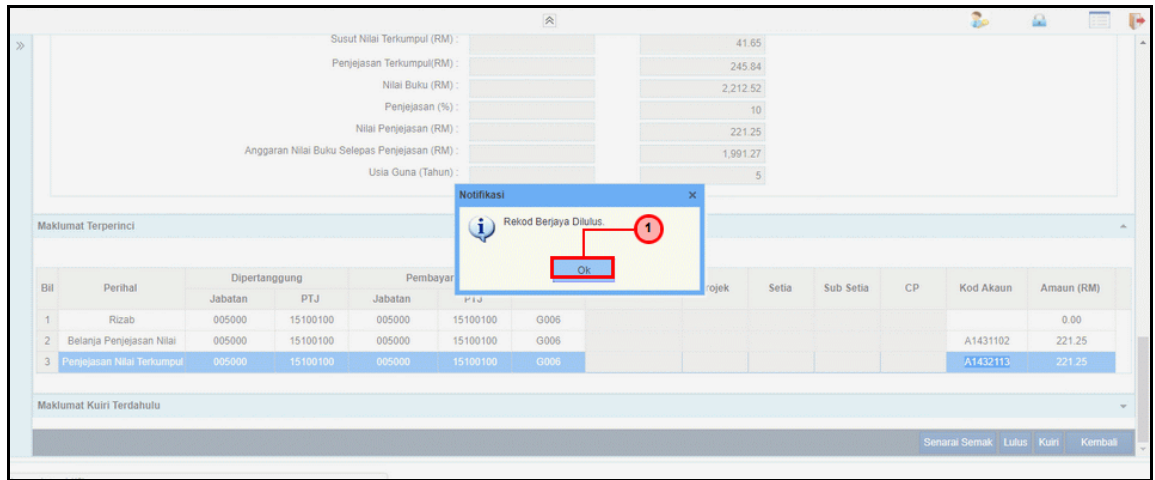 Susut Nilai Terkumpul (RM) : 41.65
Penjejasan Terkumpul(RM) : 245.84
Nilai Buku (RM) : 2,212.52
Penjejasan (%) : 10
Nilai Penjejasan (RM) : 221.25
Anggaran Nilai Buku Selepas Penjejasan (RM) : 1,991.27
Usia Guna (Tahun) : 5
Notifikasi
Rekod Berjaya Dilulus.
1
Ok
Maklumat Terperinci
Bil Perihal Dipertanggung Pembayar Projek Setia Sub Setia CP Kod Akaun Amaun (RM)
Jabatan PTJ Jabatan PTJ
1 Rizab 005000 15100100 005000 15100100 G006 0.00
2 Belanja Penjejasan Nilai 005000 15100100 005000 15100100 G006 A1431102 221.25
3 Penjejasan Nilai Terkumpul 005000 15100100 005000 15100100 G006 A1432113 221.25
Maklumat Kuiri Terdahulu
Senarai Semak Lulus Kuiri Kembali